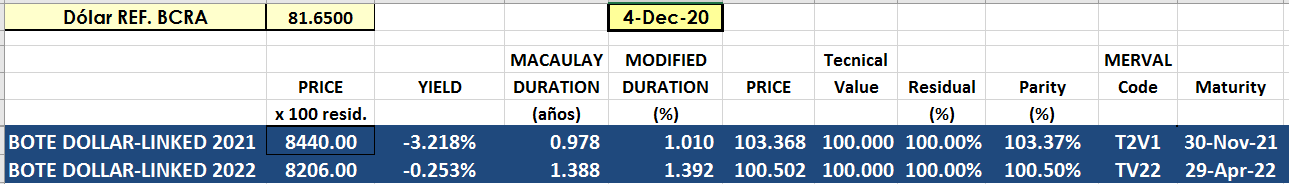 Dólar REF. BCRA 81.6500 4-Dec-20
MACAULAY MODIFIED Tecnical MERVAL
PRICE YIELD DURATION DURATION PRICE Value Residual Parity Code Maturity
x 100 resid. (años) (%) (%) (%)
BOTE DOLLAR-LINKED 2021 8440.00 -3.218% 0.978 1.010 103.368 100.000 100.00% 103.37% T2V1 30-Nov-21
BOTE DOLLAR-LINKED 2022 8206.00 -0.253% 1.388 1.392 100.502 100.000 100.00% 100.50% TV22 29-Apr-22